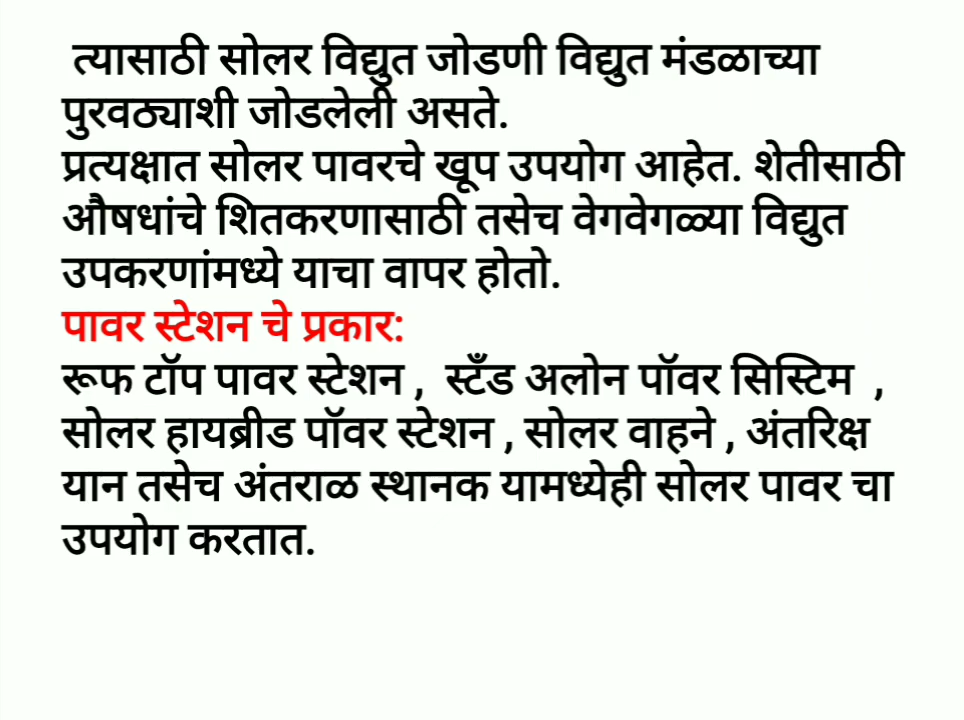 त्यासाठी सोलर विद्युत जोडणी विद्युत मंडळाच्या
पुरवठ्याशी जोडलेली असते.
प्रत्यक्षात सोलर पावरचे खूप उपयोग आहेत. शेतीसाठी
औषधांचे शितकरणासाठी तसेच वेगवेगळ्या विद्युत
उपकरणांमध्ये याचा वापर होतो.
पावर स्टेशन चे प्रकार:
रूफ टॉप पावर स्टेशन , स्टँड अलोन पॉवर सिस्टिम ,
सोलर हायब्रीड पॉवर स्टेशन , सोलर वाहने , अंतरिक्ष
यान तसेच अंतराळ स्थानक यामध्येही सोलर पावर चा
उपयोग करतात.